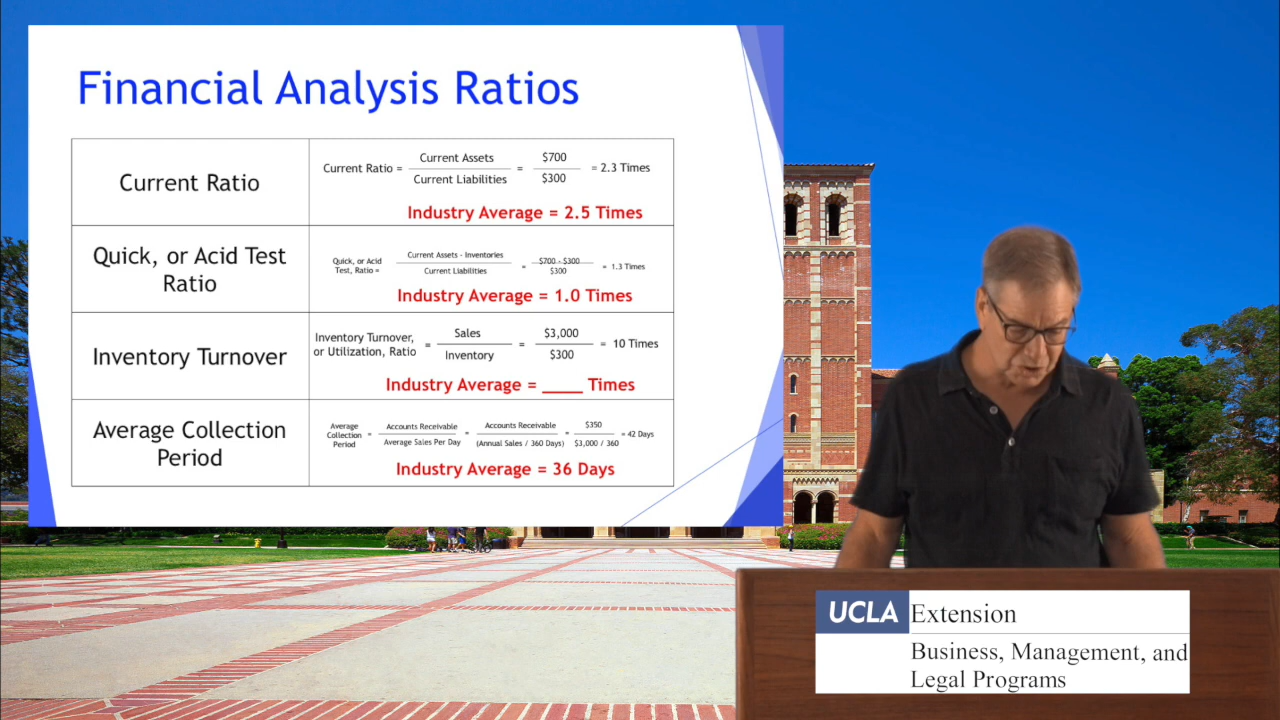 Financial Analysis Ratios
Current Ratio
Current Ratio = Current Assets / Current Liabilities = $700 / $300 = 2.3 Times
Industry Average = 2.5 Times
Quick, or Acid Test
Ratio
Quick, or Acid
Test, Ratio = Current Assets - Inventories / Current Liabilities = $700 - $300 / $300 = 1.3 Times
Industry Average = 1.0 Times
Inventory Turnover
Inventory Turnover,
or Utilization, Ratio = Sales / Inventory = $3,000 / $300 = 10 Times
Industry Average = ____ Times
Average Collection
Period
Average
Collection
Period = Accounts Receivable / Average Sales Per Day = Accounts Receivable / (Annual Sales / 360 Days) = $350 / $3,000 / 360 = 42 Days
Industry Average = 36 Days
UCLA Extension
Business, Management, and
Legal Programs